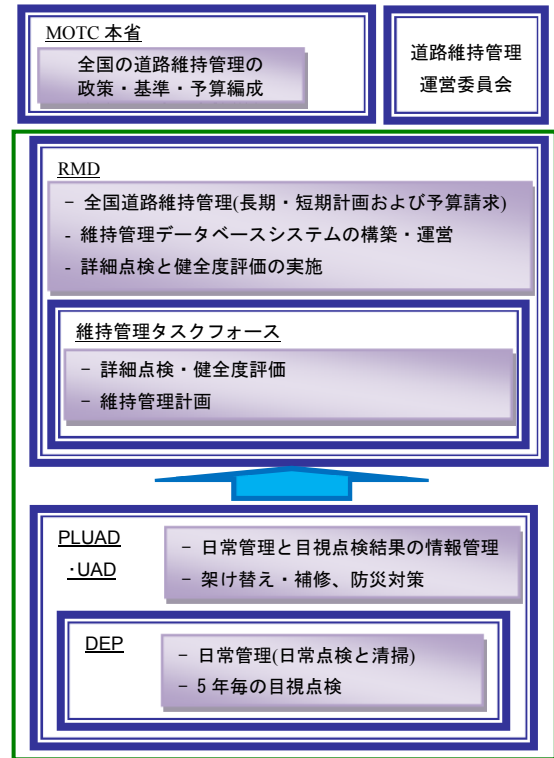 MOTC 本省
全国の道路維持管理の
政策・基準・予算編成
道路維持管理
運営委員会
RMD
− 全国道路維持管理(長期・短期計画および予算請求)
- 維持管理データベースシステムの構築・運営
- 詳細点検と健全度評価の実施
維持管理タスクフォース
− 詳細点検・健全度評価
− 維持管理計画
PLUAD
・UAD
− 日常管理と目視点検結果の情報管理
− 架け替え・補修、防災対策
DEP
− 日常管理(日常点検と清掃)
− 5 年毎の目視点検